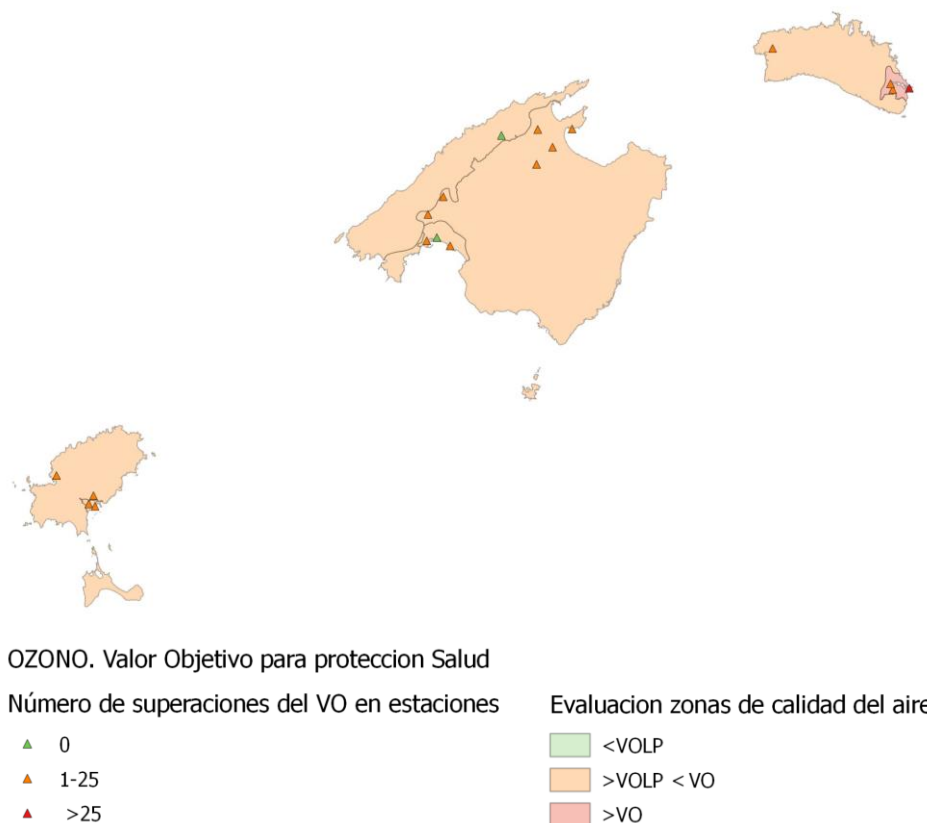 OZONO. Valor Objetivo para proteccion Salud
Número de superaciones del VO en estaciones
0
1-25
>25
Evaluacion zonas de calidad del aire
<VOLP
>VOLP < VO
>VO